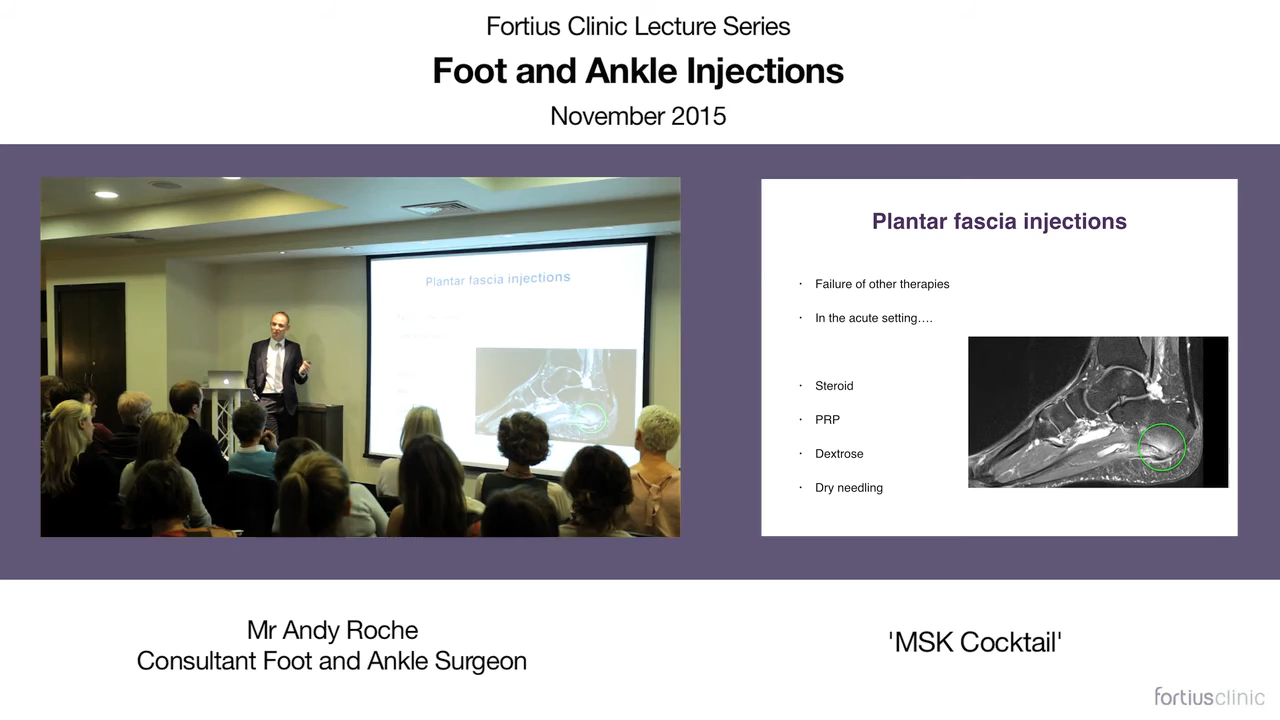 Fortius Clinic Lecture Series
Foot and Ankle Injections
November 2015
Plantar fascia injections
Plantar fascia injections
· Failure of other therapies
· In the acute setting….
· Steroid
· PRP
· Dextrose
· Dry needling
Mr Andy Roche
Consultant Foot and Ankle Surgeon
'MSK Cocktail'
fortiusclinic